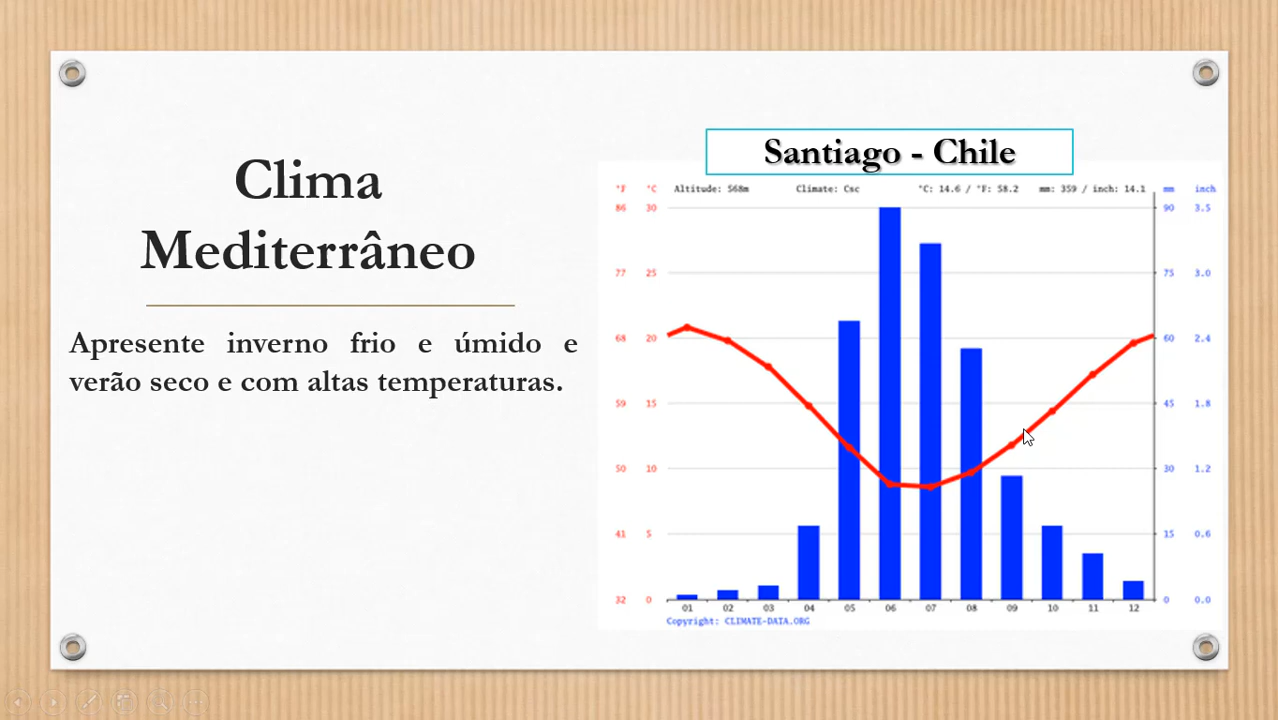 Clima
Mediterrâneo
Apresente inverno frio e úmido e
verão seco e com altas temperaturas.
Santiago - Chile
°F °C Altitude: 568m Climate: Csc °C: 14.6 / °F: 58.2 mm: 359 / inch: 14.1 mm inch
86 30 90 3.5
77 25 75 3.0
68 20 60 2.4
59 15 45 1.8
50 10 30 1.2
41 5 15 0.6
32 0 0 0.0
01 02 03 04 05 06 07 08 09 10 11 12
Copyright: CLIMATE-DATA.ORG